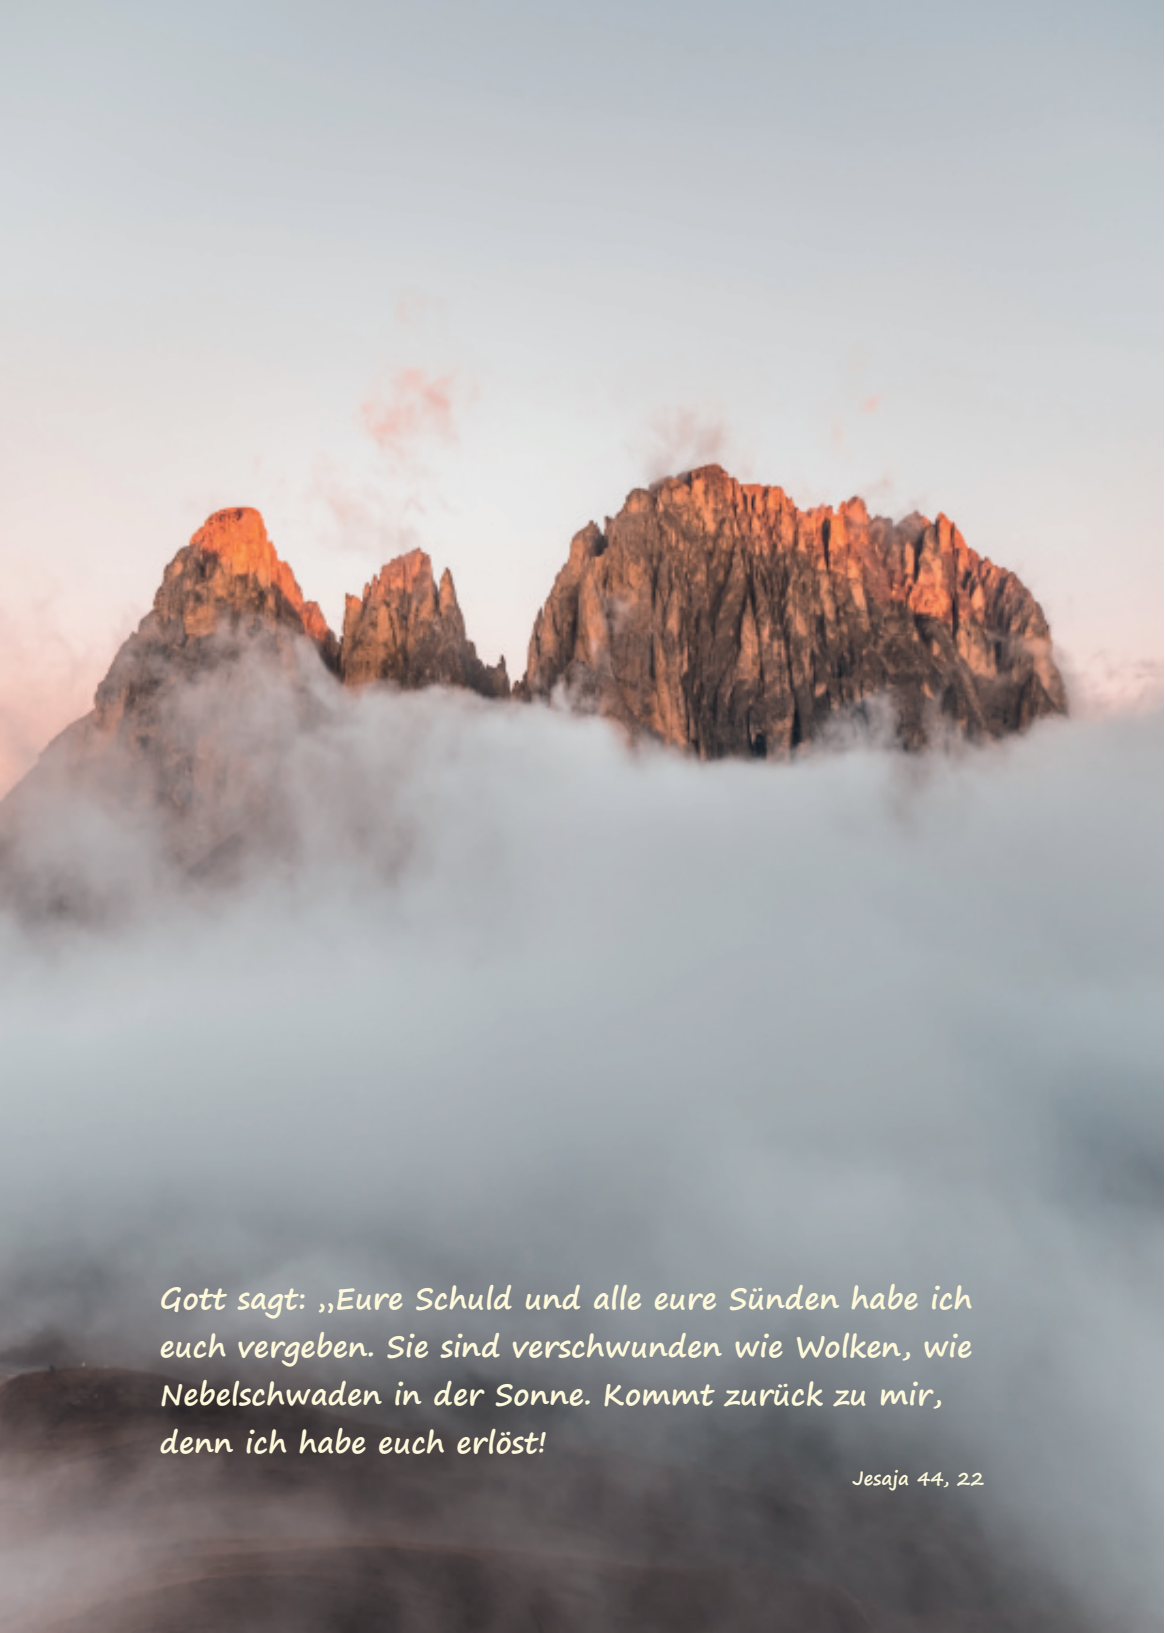 Gott sagt: „Eure Schuld und alle eure Sünden habe ich
euch vergeben. Sie sind verschwunden wie Wolken, wie
Nebelschwaden in der Sonne. Kommt zurück zu mir,
denn ich habe euch erlöst!
Jesaja 44, 22